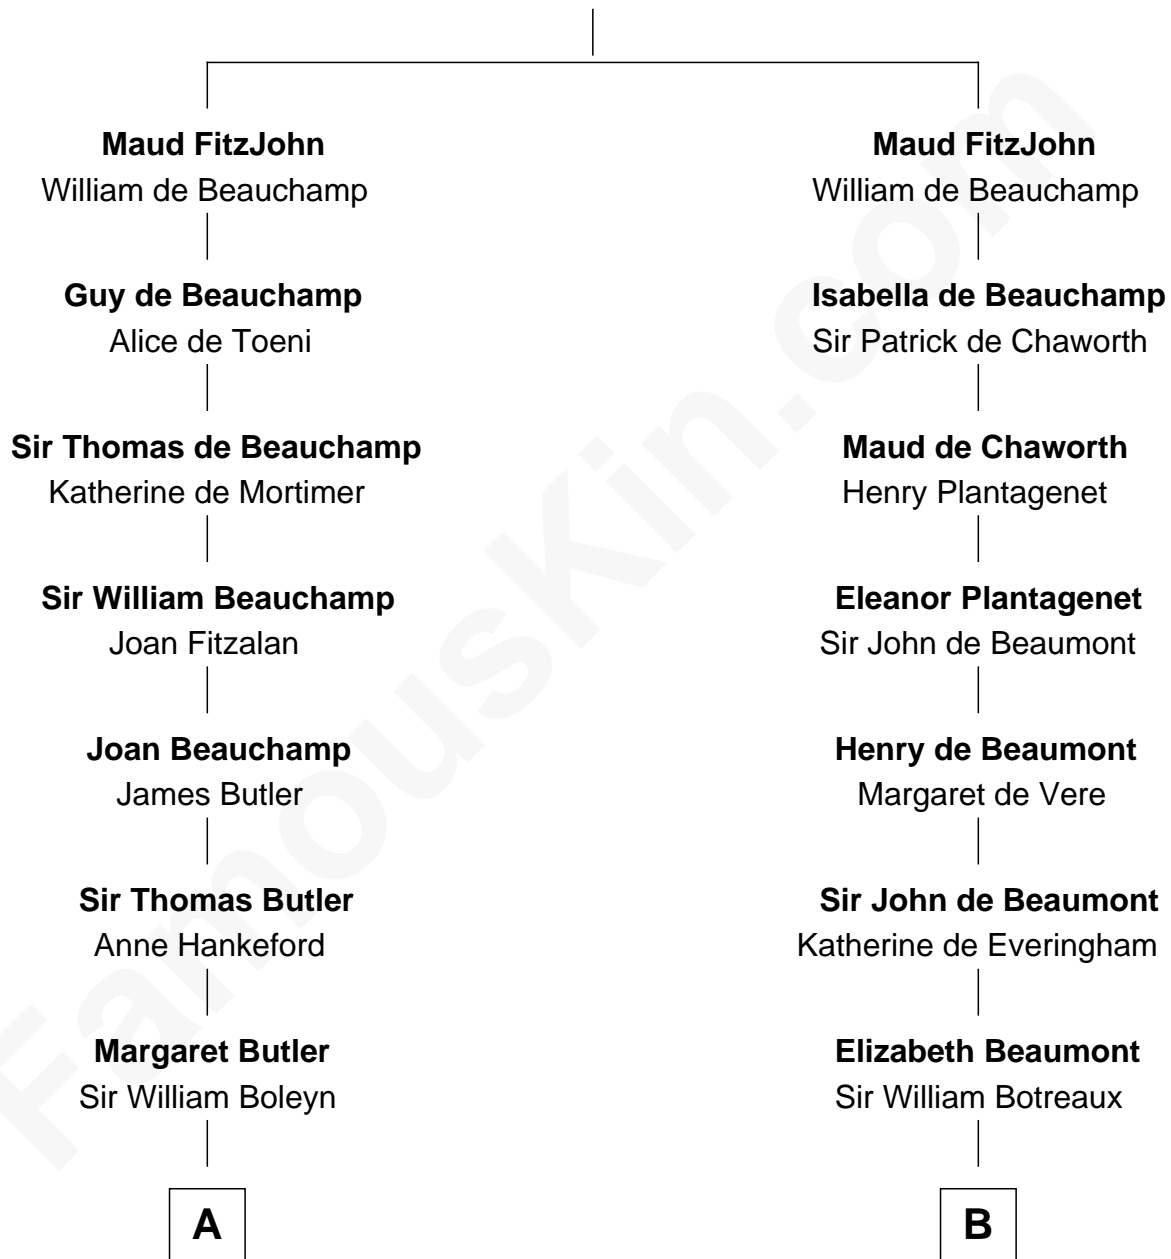 Maud FitzJohn
William de Beauchamp
Guy de Beauchamp
Alice de Toeni
Sir Thomas de Beauchamp
Katherine de Mortimer
Sir William Beauchamp
Joan Fitzalan
Joan Beauchamp
James Butler
Sir Thomas Butler
Anne Hankeford
Margaret Butler
Sir William Boleyn
A
Maud FitzJohn
William de Beauchamp
Isabella de Beauchamp
Sir Patrick de Chaworth
Maud de Chaworth
Henry Plantagenet
Eleanor Plantagenet
Sir John de Beaumont
Henry de Beaumont
Margaret de Vere
Sir John de Beaumont
Katherine de Everingham
Elizabeth Beaumont
Sir William Botreaux
B
FamousKin.com